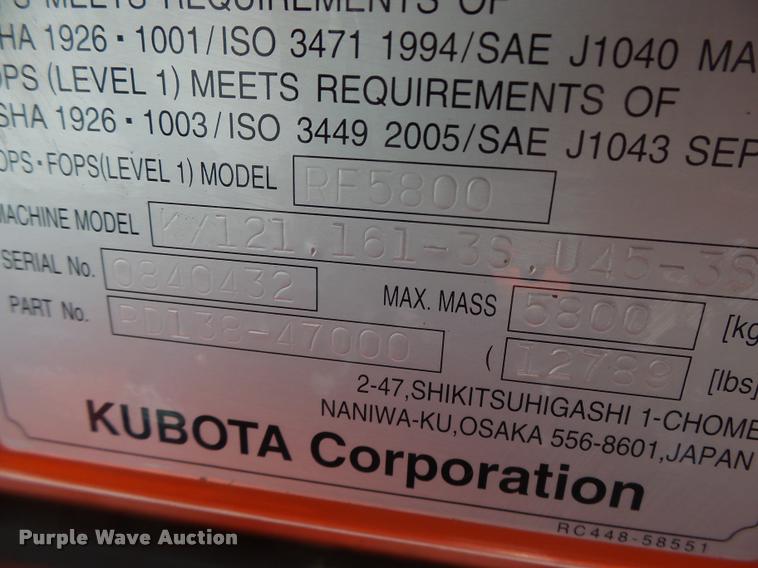 MEETS REQUIREMENTS OF
HA 1926・1001/ISO 3471 1994/SAE J1040 MA
OPS (LEVEL 1) MEETS REQUIREMENTS OF
SHA 1926・1003/ISO 3449 2005/SAE J1043 SEP
OPS・FOPS(LEVEL 1) MODEL RF5800
MACHINE MODEL 121,161-3S,U45-3S
SERIAL No. 0840432 MAX. MASS 5800 [kg
PART No. RD138-47000 ( 12789 [lbs]
2-47,SHIKITSUHIGASHI 1-CHOME
NANIWA-KU,OSAKA 556-8601,JAPAN
KUBOTA Corporation
RC448-58551
Purple Wave Auction